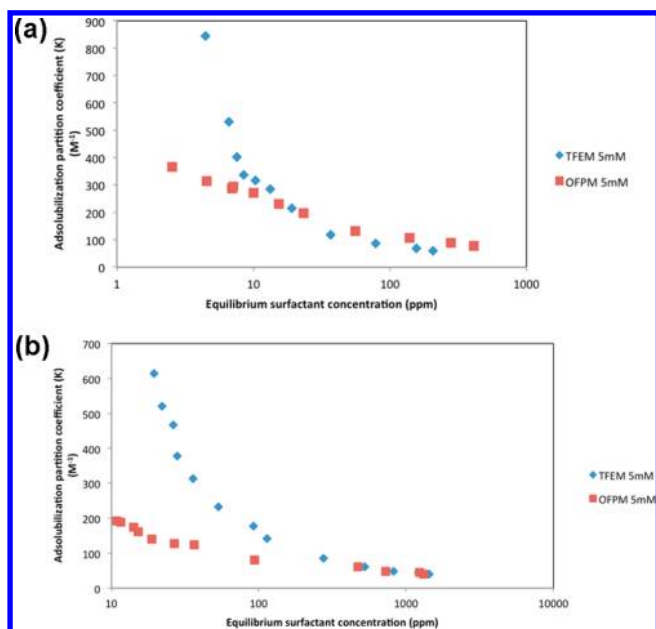 (a)
Adsolubilization partition coefficient (K)
(M⁻¹)
900
800
700
600
500
400
300
200
100
0
1
10
100
1000
Equilibrium surfactant concentration (ppm)
TFEM 5mM
OFPM 5mM
(b)
Adsolubilization partition coefficient (K)
(M⁻¹)
700
600
500
400
300
200
100
0
10
100
1000
10000
Equilibrium surfactant concentration (ppm)
TFEM 5mM
OFPM 5mM